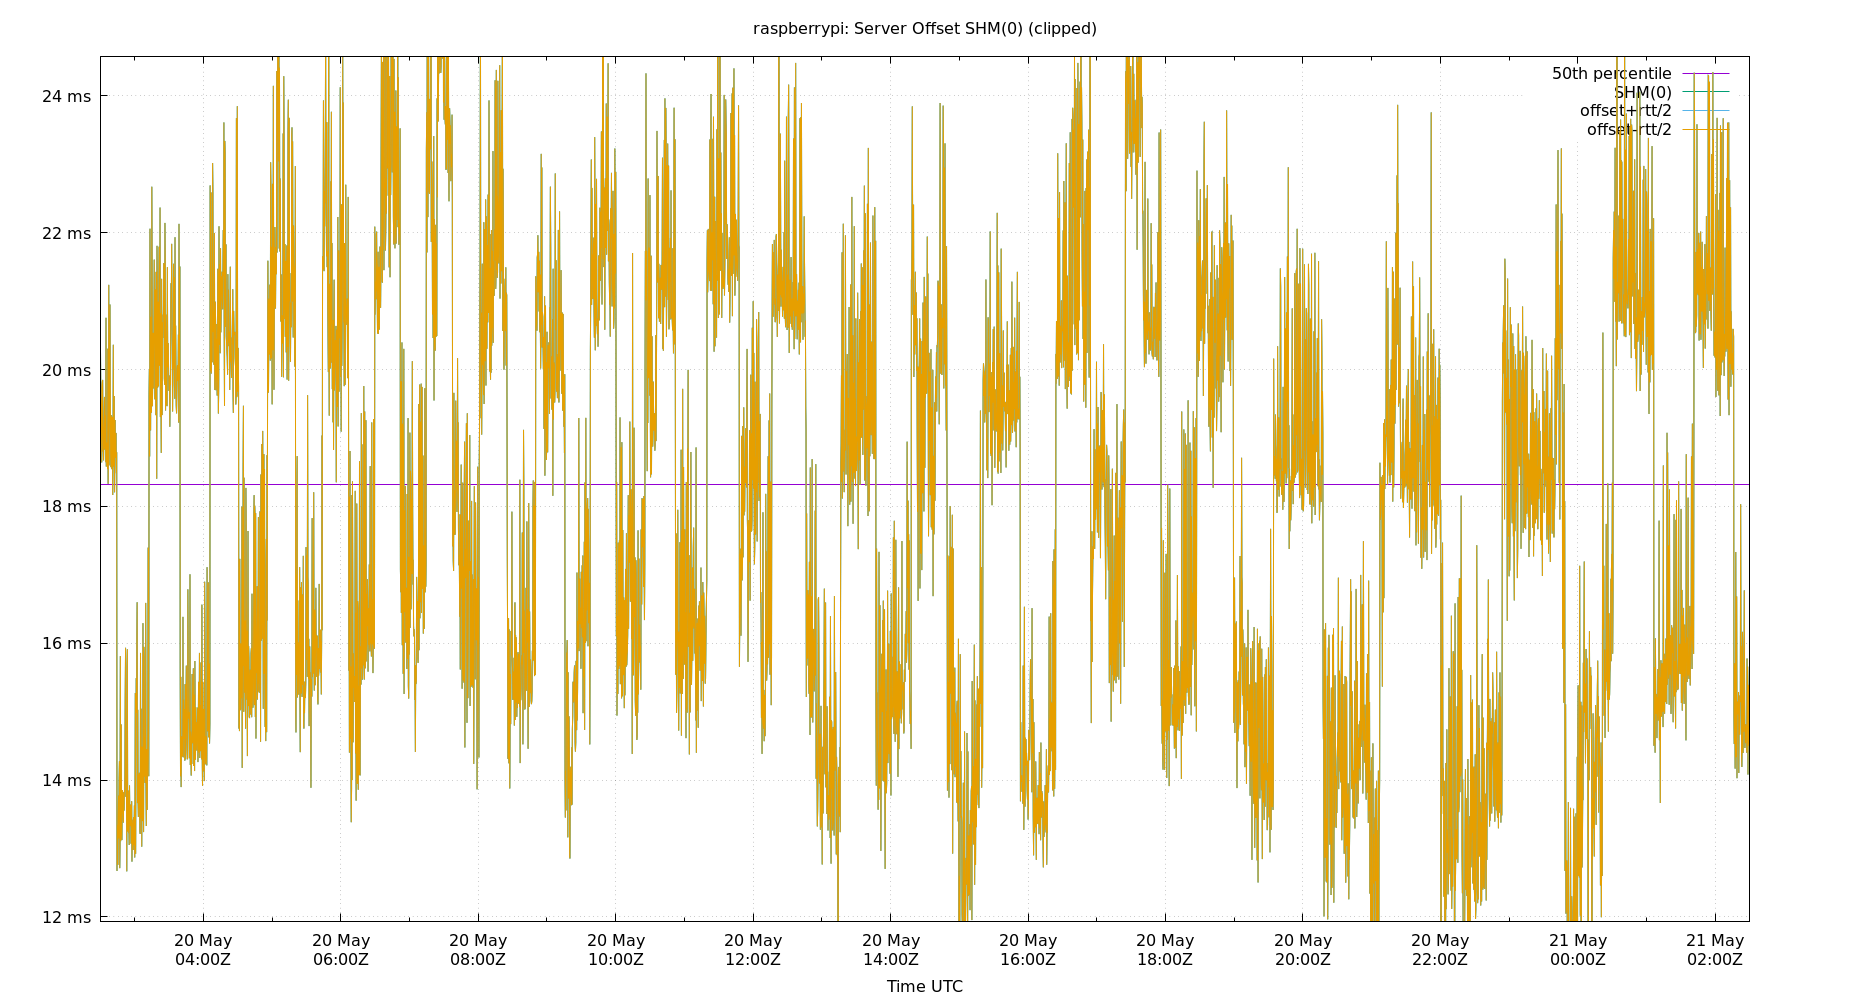 raspberrypi: Server Offset SHM(0) (clipped)
50th percentile
SHM(0)
offset+rtt/2
offset-rtt/2
24 ms
22 ms
20 ms
18 ms
16 ms
14 ms
12 ms
20 May 20 May 20 May 20 May 20 May 20 May 20 May 20 May 20 May 20 May 21 May 21 May
04:00Z 06:00Z 08:00Z 10:00Z 12:00Z 14:00Z 16:00Z 18:00Z 20:00Z 22:00Z 00:00Z 02:00Z
Time UTC